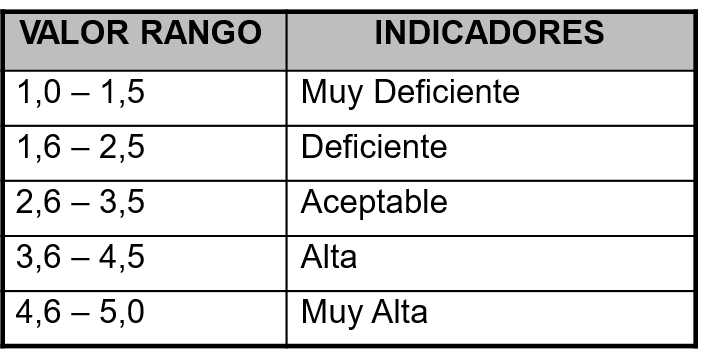 VALOR RANGO INDICADORES
1,0 – 1,5 Muy Deficiente
1,6 – 2,5 Deficiente
2,6 – 3,5 Aceptable
3,6 – 4,5 Alta
4,6 – 5,0 Muy Alta